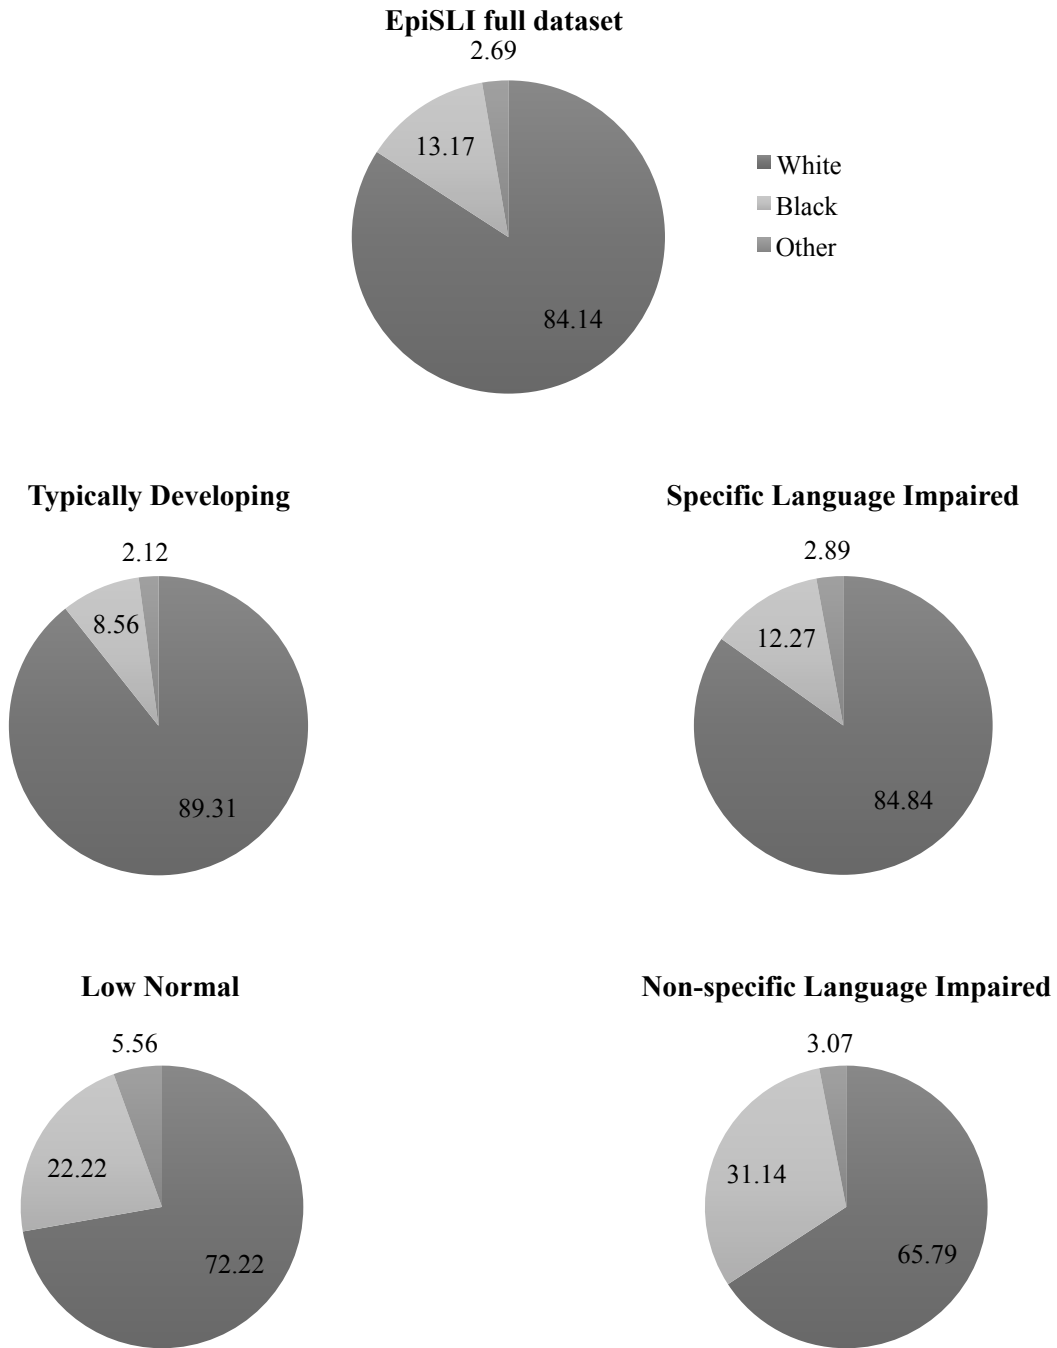 EpiSLI full dataset
2.69
13.17
84.14
White
Black
Other
Typically Developing
2.12
8.56
89.31
Specific Language Impaired
2.89
12.27
84.84
Low Normal
5.56
22.22
72.22
Non-specific Language Impaired
3.07
31.14
65.79